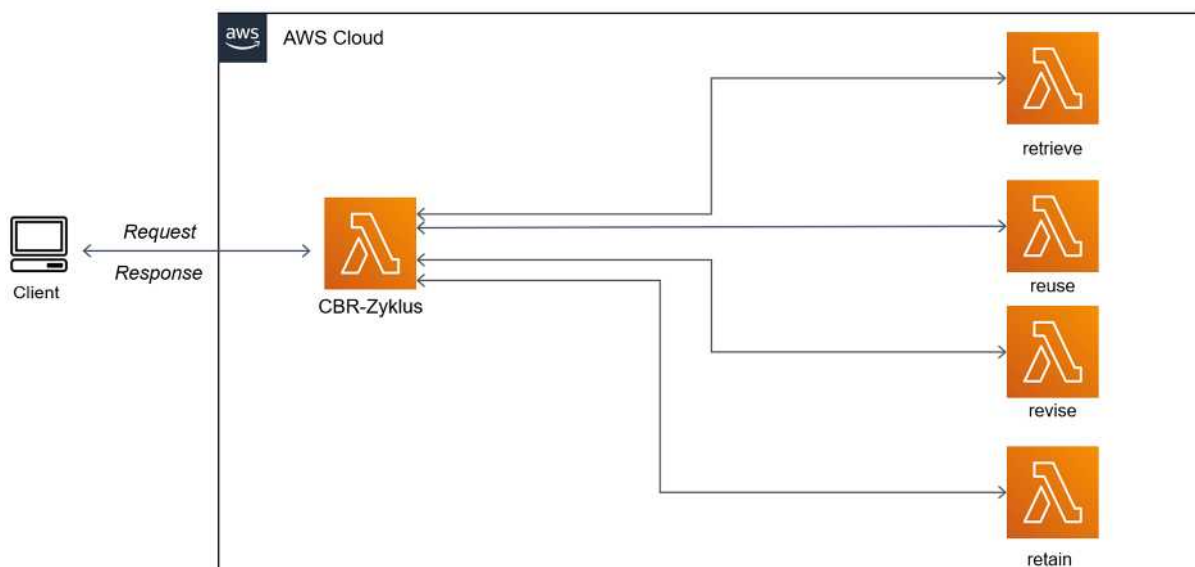 aws
AWS Cloud
retrieve
Request
Response
Client
CBR-Zyklus
reuse
revise
retain